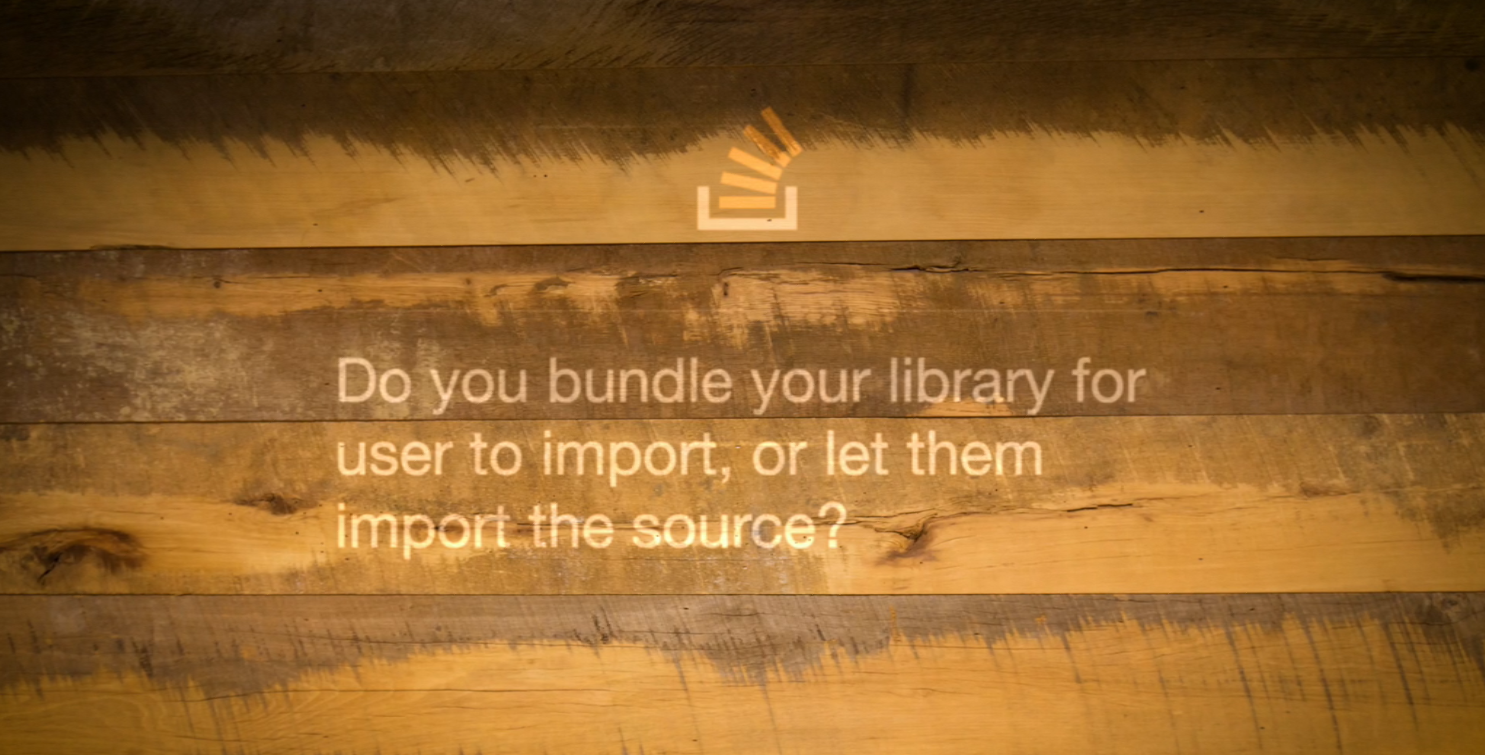 Do you bundle your library for
user to import, or let them
import the source?